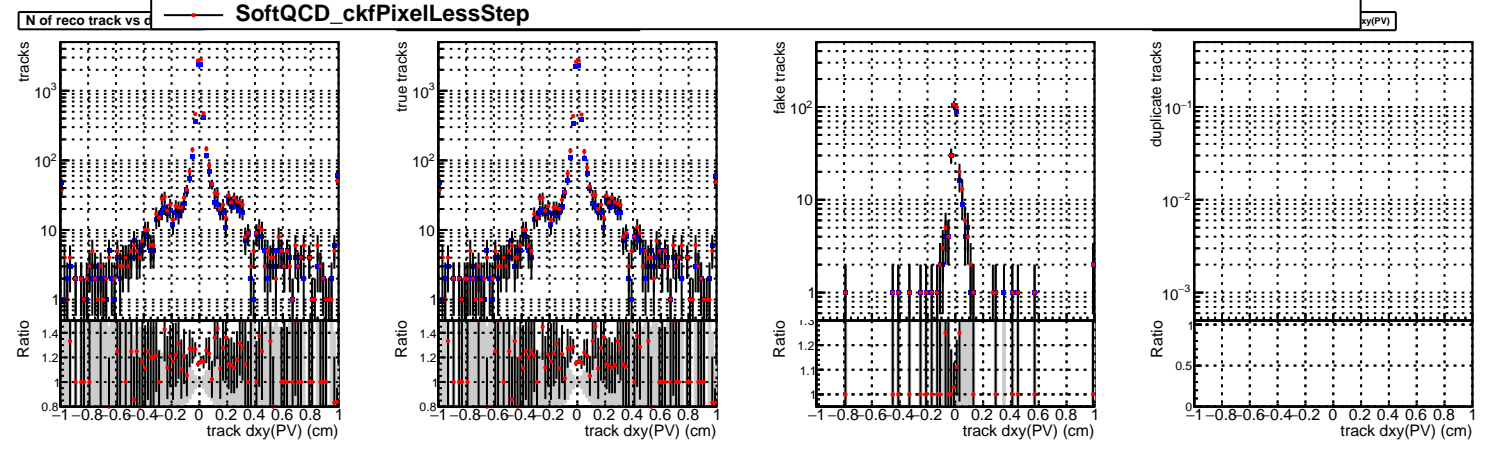 SoftQCD_ckfPixelLessStep
N of reco track vs d
xy(PV)
tracks
10³
10²
10
1
Ratio
1.4
1.2
1
0.8
−1 −0.8 −0.6 −0.4 −0.2 0 0.2 0.4 0.6 0.8 1
track dxy(PV) (cm)
true tracks
10³
10²
10
1
Ratio
1.4
1.2
1
0.8
−1 −0.8 −0.6 −0.4 −0.2 0 0.2 0.4 0.6 0.8 1
track dxy(PV) (cm)
fake tracks
10²
10
1
Ratio
1.3
1.2
1.1
−1 −0.8 −0.6 −0.4 −0.2 0 0.2 0.4 0.6 0.8 1
track dxy(PV) (cm)
duplicate tracks
10⁻¹
10⁻²
10⁻³
Ratio
1
0.5
0
−1 −0.8 −0.6 −0.4 −0.2 0 0.2 0.4 0.6 0.8 1
track dxy(PV) (cm)